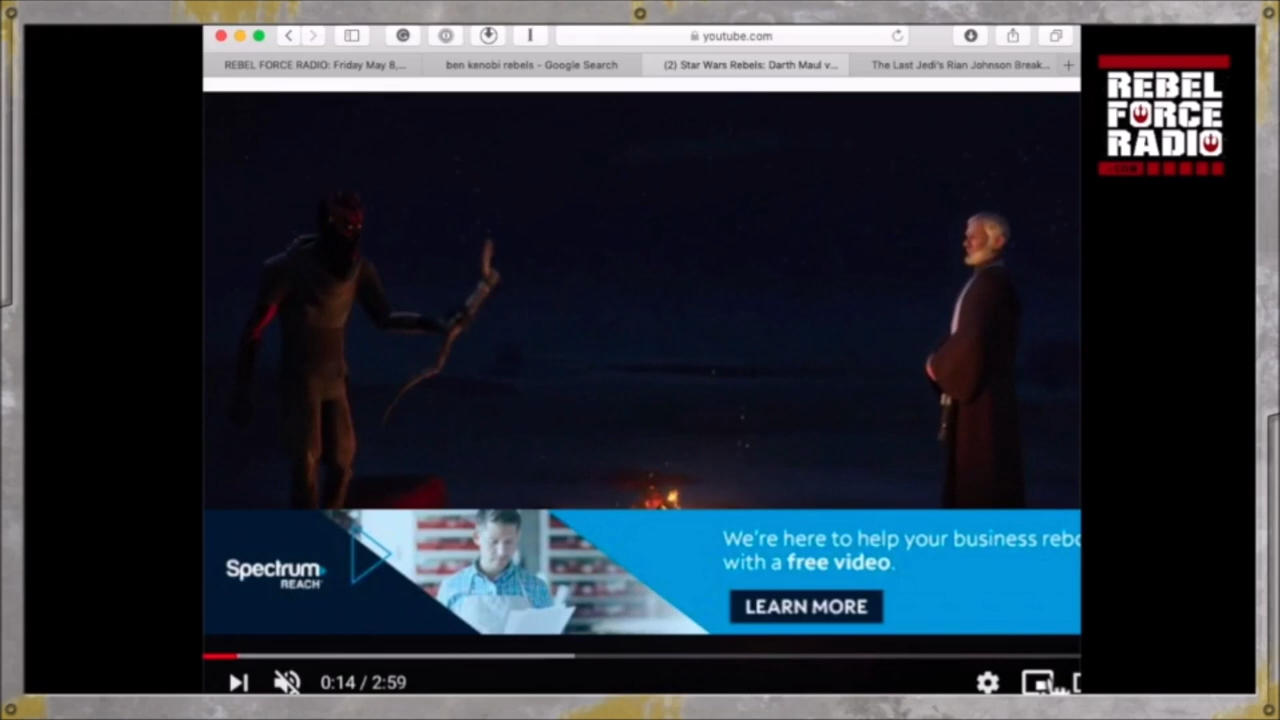 youtube.com
REBEL FORCE RADIO: Friday May 8,...
ben kenobi rebels - Google Search
(2) Star Wars Rebels: Darth Maul v...
The Last Jedi's Rian Johnson Break...
REBEL
FORCE
RADIO
Spectrum
REACH
We're here to help your business rebo
with a free video.
LEARN MORE
0:14 / 2:59